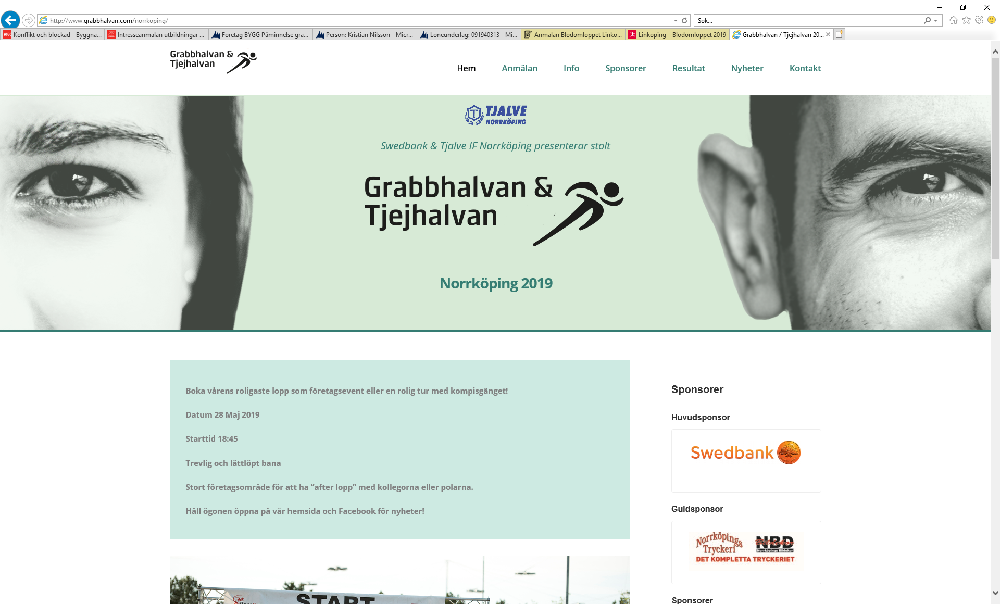 http://www.grabbhalvan.com/norrkoping/
Sök...
Konflikt och blockad - Byggna...
Intresseanmälan utbildningar ...
Företag BYGG Påminnelse gra...
Person: Kristian Nilsson - Micr...
Löneunderlag: 091940313 - Mi...
Anmälan Blodomloppet Linkö...
Linköping – Blodomloppet 2019
Grabbhalvan / Tjejhalvan 20...
Grabbhalvan &
Tjejhalvan
Hem
Anmälan
Info
Sponsorer
Resultat
Nyheter
Kontakt
TJALVE
NORRKÖPING
Swedbank & Tjalve IF Norrköping presenterar stolt
Grabbhalvan &
Tjejhalvan
Norrköping 2019
Boka vårens roligaste lopp som företagsevent eller en rolig tur med kompisgänget!
Datum 28 Maj 2019
Starttid 18:45
Trevlig och lättlöpt bana
Stort företagsområde för att ha ”after lopp” med kollegorna eller polarna.
Håll ögonen öppna på vår hemsida och Facebook för nyheter!
START
Sponsorer
Huvudsponsor
Swedbank
Guldsponsor
Norrköpings
Tryckeri
NBD
Bildekor
Norrköpings Bildekor
DET KOMPLETTA TRYCKERIET
Sponsorer